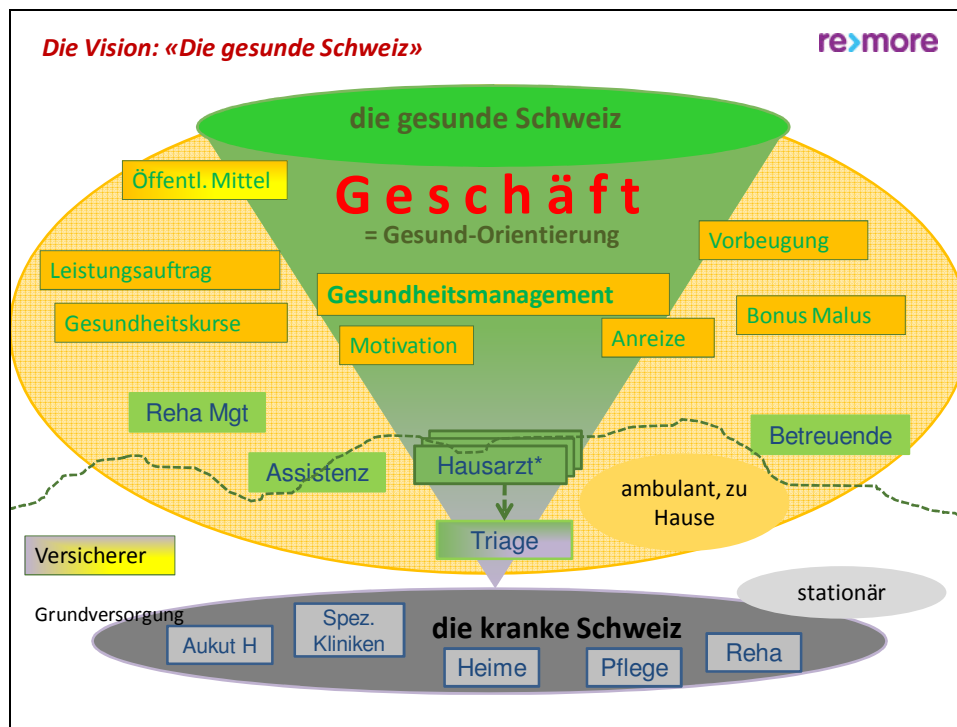 Die Vision: «Die gesunde Schweiz»
re>more
die gesunde Schweiz
Öffentl. Mittel
Geschäft
= Gesund-Orientierung
Vorbeugung
Leistungsauftrag
Gesundheitsmanagement
Gesundheitskurse
Bonus Malus
Motivation
Anreize
Reha Mgt
Betreuende
Assistenz
Hausarzt*
ambulant, zu
Hause
Triage
Versicherer
stationär
Grundversorgung
Spez.
Kliniken
die kranke Schweiz
Aukut H
Heime
Pflege
Reha